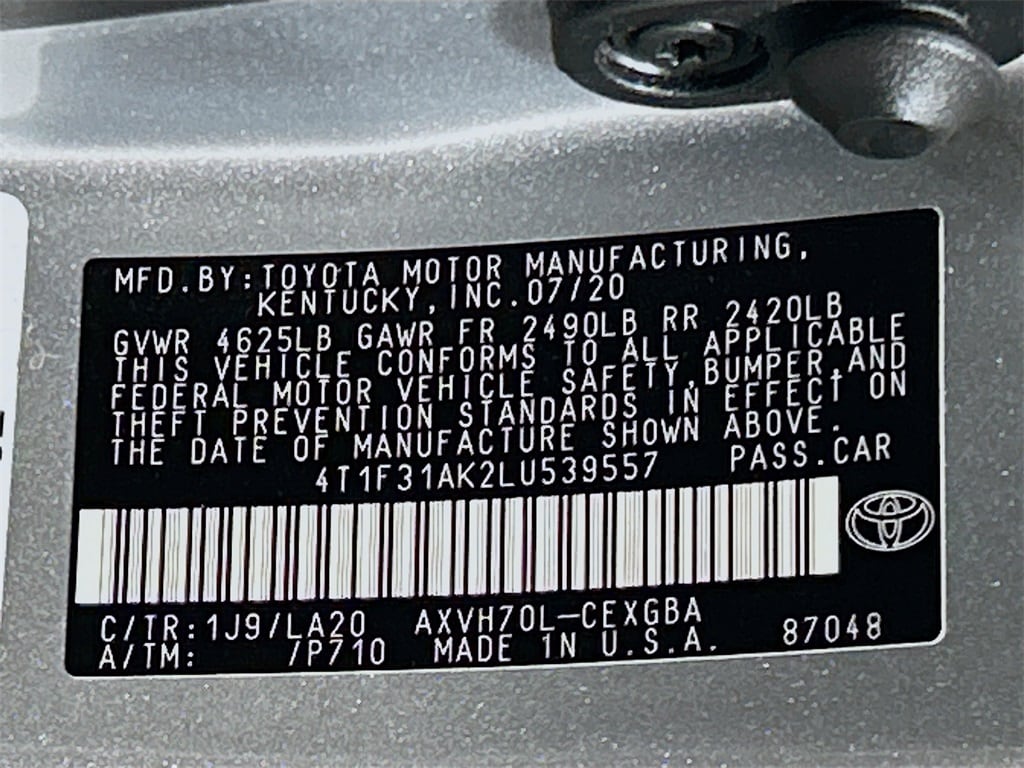 MFD.BY:TOYOTA MOTOR MANUFACTURING,
KENTUCKY,INC.07/20
GVWR 4625LB GAWR FR 2490LB RR 2420LB
THIS VEHICLE CONFORMS TO ALL APPLICABLE
FEDERAL MOTOR VEHICLE SAFETY,BUMPER,AND
THEFT PREVENTION STANDARDS IN EFFECT ON
THE DATE OF MANUFACTURE SHOWN ABOVE.
4T1F31AK2LU539557 PASS.CAR
C/TR:1J9/LA20 AXVH70L-CEXGBA
A/TM: /P710 MADE IN U.S.A. 87048